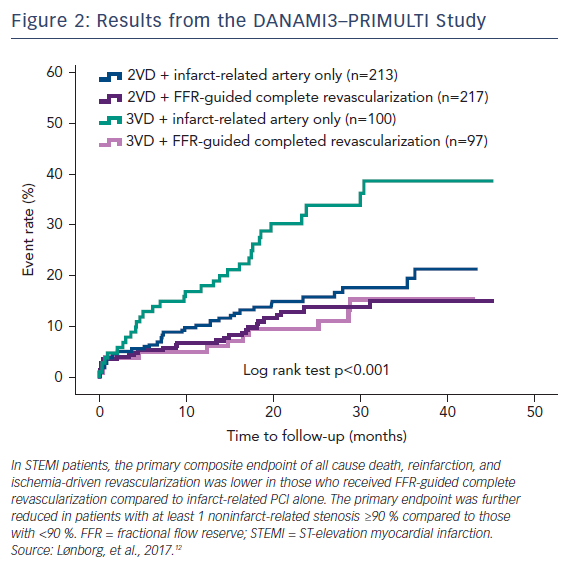 Figure 2: Results from the DANAMI3–PRIMULTI Study
60
50
40
30
20
10
0
Event rate (%)
2VD + infarct-related artery only (n=213)
2VD + FFR-guided complete revascularization (n=217)
3VD + infarct-related artery only (n=100)
3VD + FFR-guided completed revascularization (n=97)
Log rank test p<0.001
0 10 20 30 40 50
Time to follow-up (months)
In STEMI patients, the primary composite endpoint of all cause death, reinfarction, and
ischemia-driven revascularization was lower in those who received FFR-guided complete
revascularization compared to infarct-related PCI alone. The primary endpoint was further
reduced in patients with at least 1 noninfarct-related stenosis ≥90 % compared to those
with <90 %. FFR = fractional flow reserve; STEMI = ST-elevation myocardial infarction.
Source: Lønborg, et al., 2017.¹²